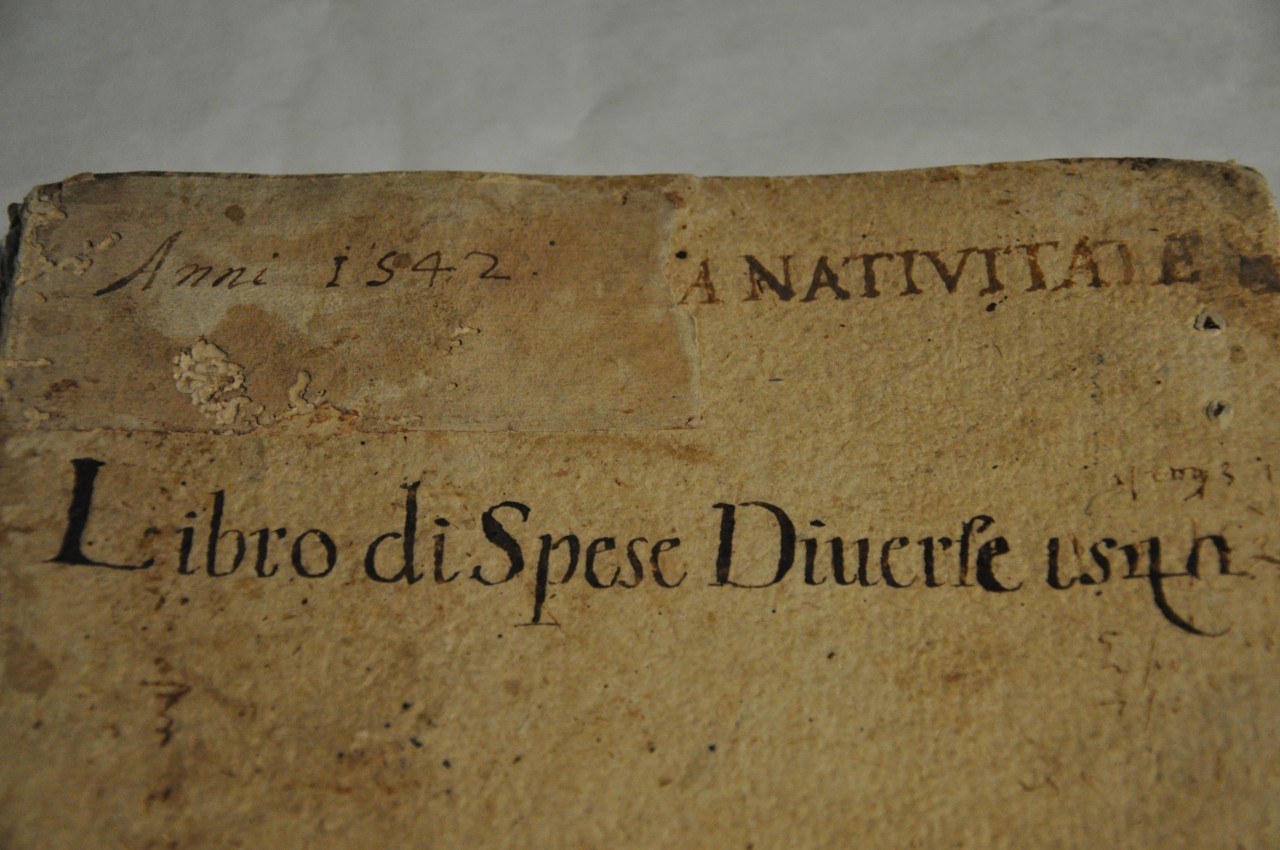 Anni 1542.
A NATIVITATE
Libro di Spese Diuerse